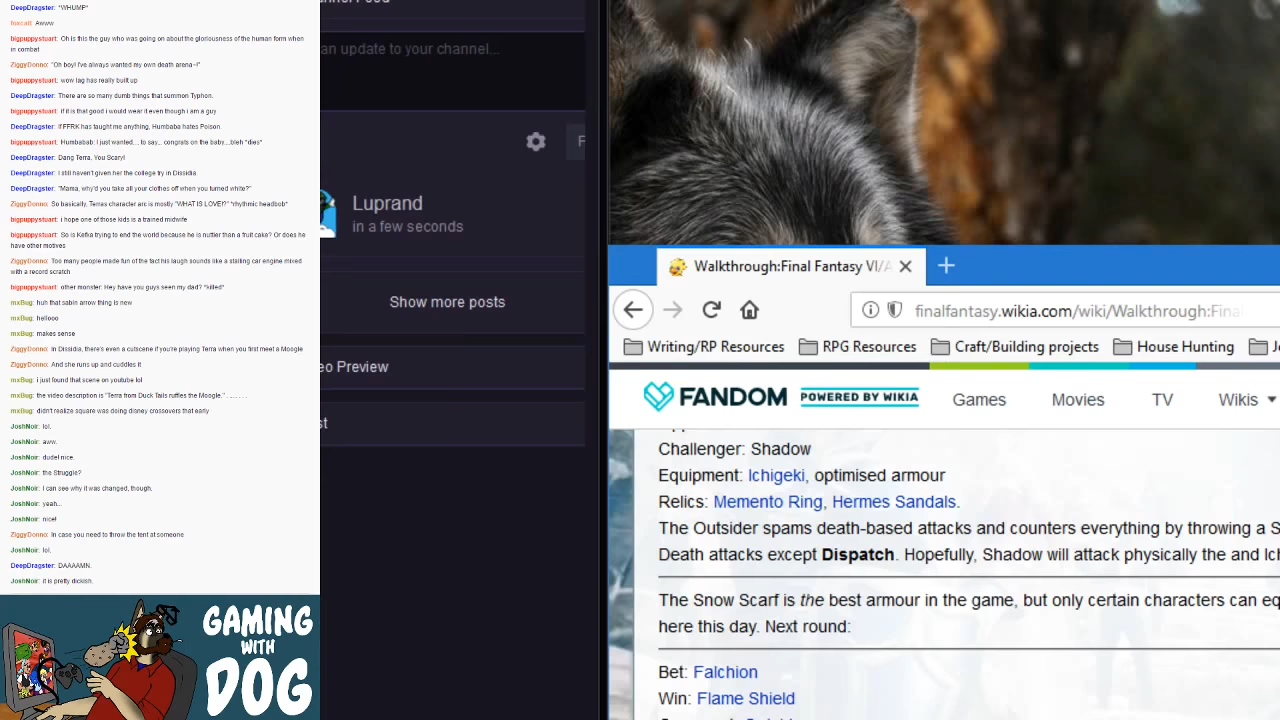 DeepDragster: *WHUMP*
foxcall: Awww
bigpuppystuart: Oh is this the guy who was going on about the gloriousness of the human form when
in combat
ZiggyDonno: "Oh boy! I've always wanted my own death arena~!"
bigpuppystuart: wow lag has really built up
DeepDragster: There are so many dumb things that summon Typhon.
bigpuppystuart: if it is that good i would wear it even though i am a guy
DeepDragster: If FFRK has taught me anything, Humbaba hates Poison.
bigpuppystuart: Humbabab: I just wanted.... to say... congrats on the baby....bleh *dies*
DeepDragster: Dang Terra. You Scary!
DeepDragster: I still haven't given her the college try in Dissidia.
DeepDragster: "Mama, why'd you take all your clothes off when you turned white?"
ZiggyDonno: So basically, Terras character arc is mostly "WHAT IS LOVE!?" *rhythmic headbob*
bigpuppystuart: i hope one of those kids is a trained midwife
bigpuppystuart: So is Kefka trying to end the world because he is nuttier than a fruit cake? Or does he
have other motives
ZiggyDonno: Too many people made fun of the fact his laugh sounds like a stalling car engine mixed
with a record scratch
bigpuppystuart: other monster: Hey have you guys seen my dad? *killed*
mxBug: huh that sabin arrow thing is new
mxBug: hellooo
mxBug: makes sense
ZiggyDonno: In Dissidia, there's even a cutscene if you're playing Terra when you first meet a Moogle
ZiggyDonno: And she runs up and cuddles it
mxBug: i just found that scene on youtube lol
mxBug: the video description is "Terra from Duck Tails ruffles the Moogle." . . . . . .
mxBug: didn't realize square was doing disney crossovers that early
JoshNoir: lol.
JoshNoir: aww.
JoshNoir: dude! nice.
JoshNoir: the Struggle?
JoshNoir: I can see why it was changed, though.
JoshNoir: yeah...
JoshNoir: nice!
ZiggyDonno: In case you need to throw the tent at someone
JoshNoir: lol.
DeepDragster: DAAAAMN.
JoshNoir: it is pretty dickish.
GAMING
WITH
DOG
an update to your channel...
F
Luprand
in a few seconds
Show more posts
eo Preview
st
Walkthrough:Final Fantasy VI/A
finalfantasy.wikia.com/wiki/Walkthrough:Final
Writing/RP Resources
RPG Resources
Craft/Building projects
House Hunting
FANDOM
POWERED BY WIKIA
Games
Movies
TV
Wikis
Challenger: Shadow
Equipment: Ichigeki, optimised armour
Relics: Memento Ring, Hermes Sandals.
The Outsider spams death-based attacks and counters everything by throwing a S
Death attacks except Dispatch. Hopefully, Shadow will attack physically the and Ich
The Snow Scarf is the best armour in the game, but only certain characters can eq
here this day. Next round:
Bet: Falchion
Win: Flame Shield